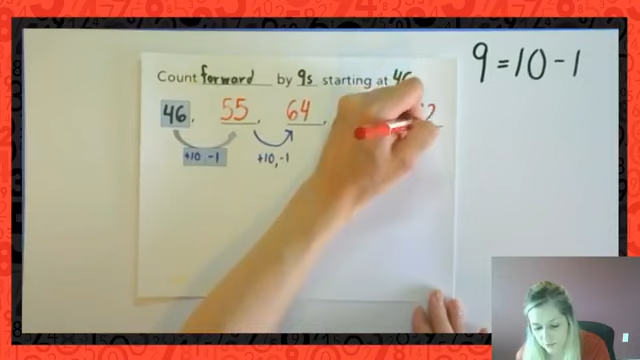 9 = 10 - 1
Count forward by 9s starting at 46
46, 55, 64,
+10 -1 +10, -1